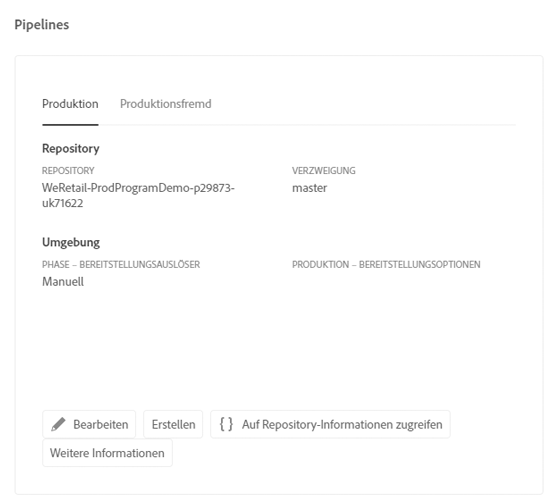 Pipelines
Produktion Produktionsfremd
Repository
REPOSITORY VERZWEIGUNG
WeRetail-ProdProgramDemo-p29873- master
uk71622
Umgebung
PHASE – BEREITSTELLUNGSAUSLÖSER PRODUKTION – BEREITSTELLUNGSOPTIONEN
Manuell
Bearbeiten Erstellen { } Auf Repository-Informationen zugreifen
Weitere Informationen